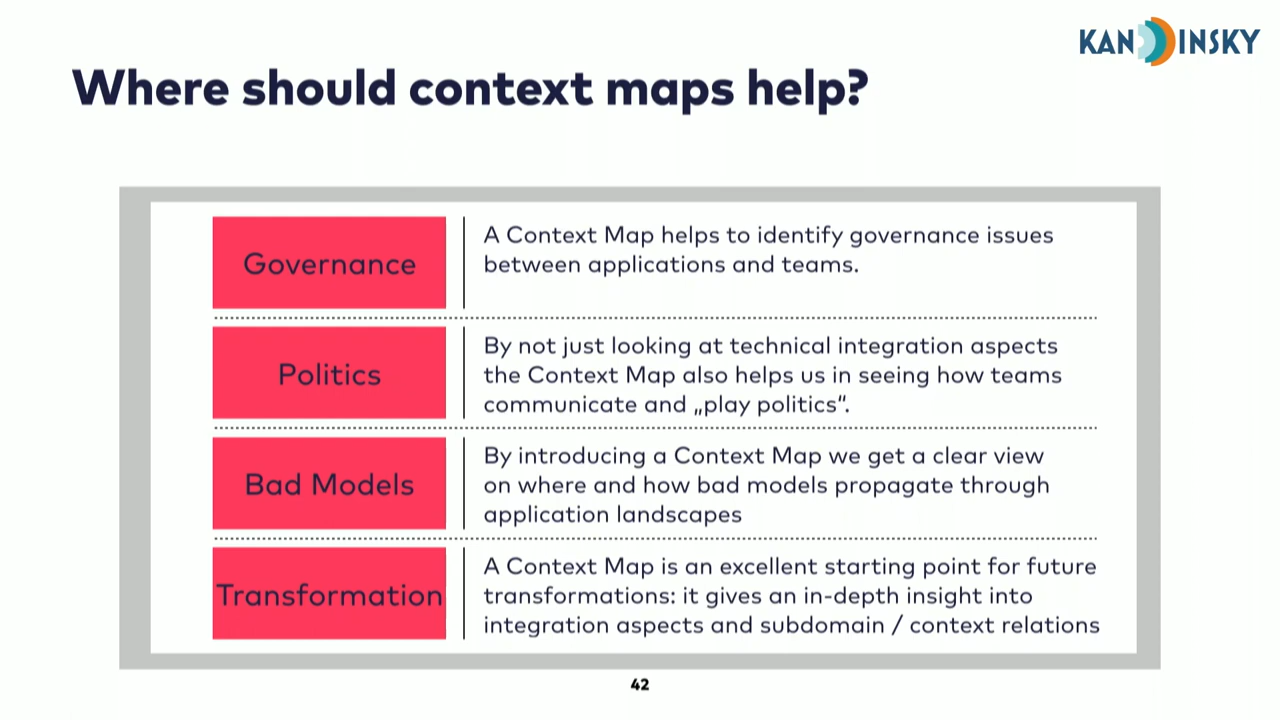 KANDDINSKY
Where should context maps help?
Governance
A Context Map helps to identify governance issues
between applications and teams.
Politics
By not just looking at technical integration aspects
the Context Map also helps us in seeing how teams
communicate and „play politics“.
Bad Models
By introducing a Context Map we get a clear view
on where and how bad models propagate through
application landscapes
Transformation
A Context Map is an excellent starting point for future
transformations: it gives an in-depth insight into
integration aspects and subdomain / context relations
42